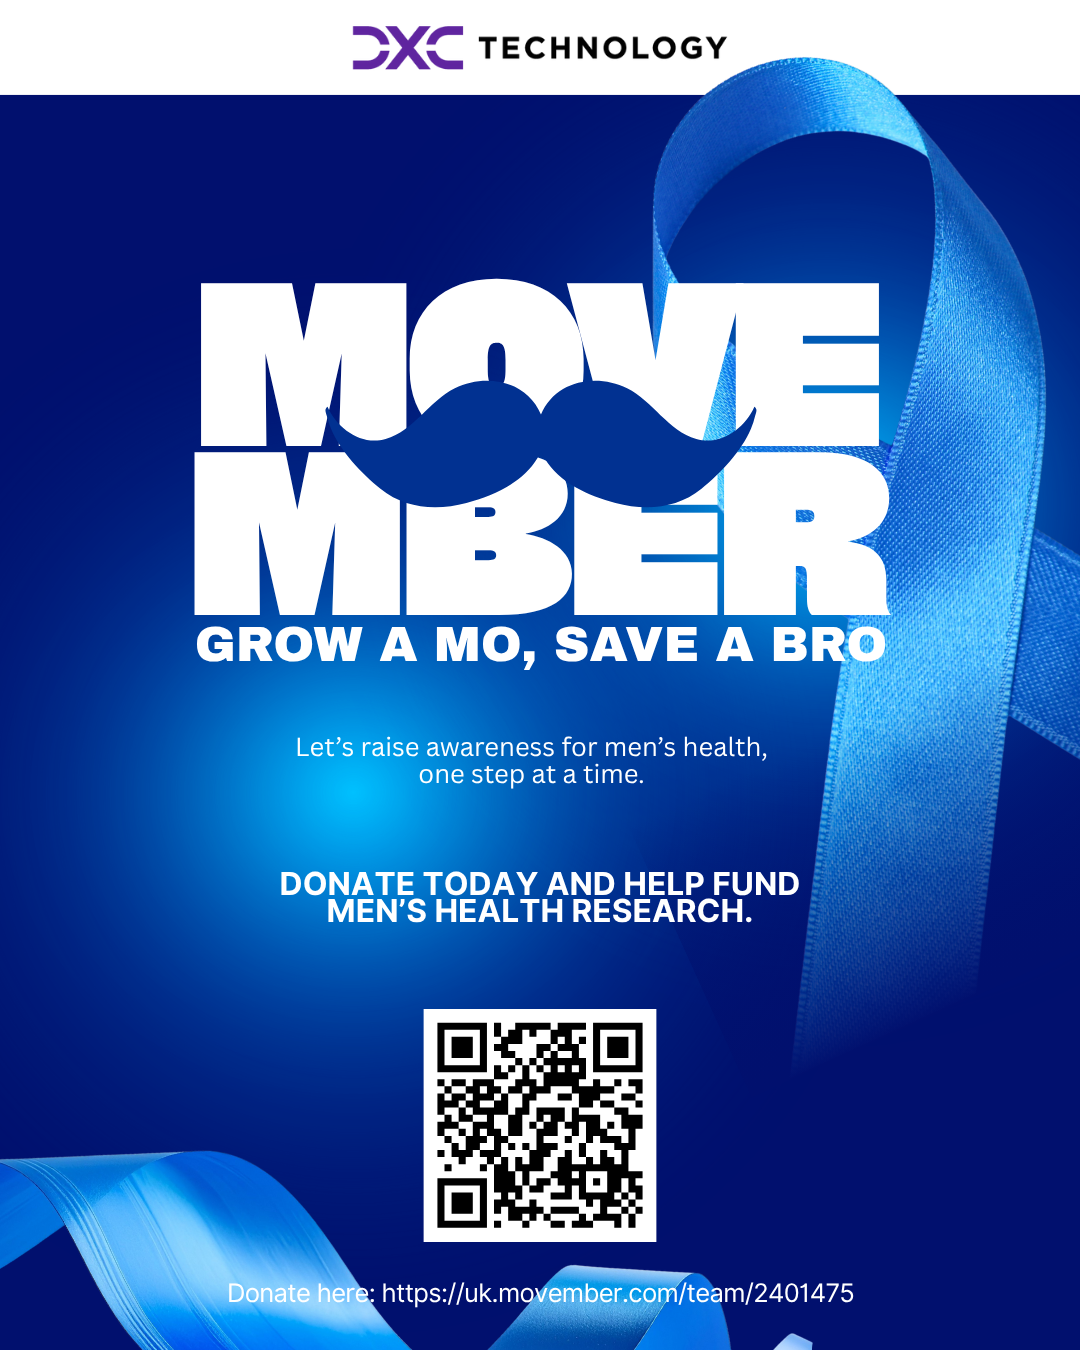 DXC TECHNOLOGY
MOVE
MBER
GROW A MO, SAVE A BRO
Let’s raise awareness for men’s health,
one step at a time.
DONATE TODAY AND HELP FUND
MEN’S HEALTH RESEARCH.
Donate here: https://uk.movember.com/team/2401475